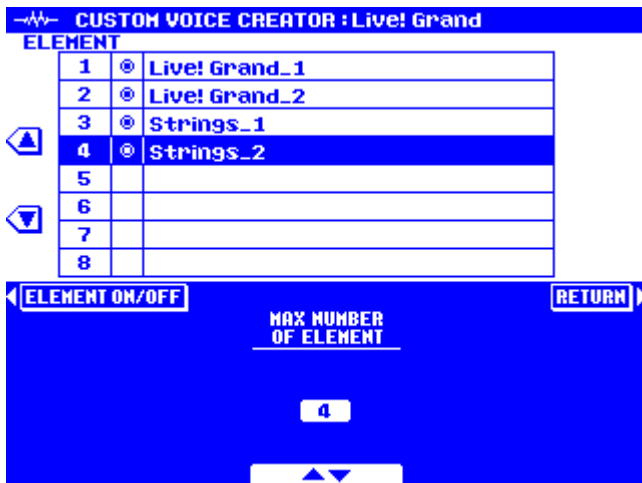 CUSTOM VOICE CREATOR : Live! Grand
ELEMENT
1 Live! Grand_1
2 Live! Grand_2
3 Strings_1
4 Strings_2
5
6
7
8
ELEMENT ON/OFF RETURN
MAX NUMBER
OF ELEMENT
4